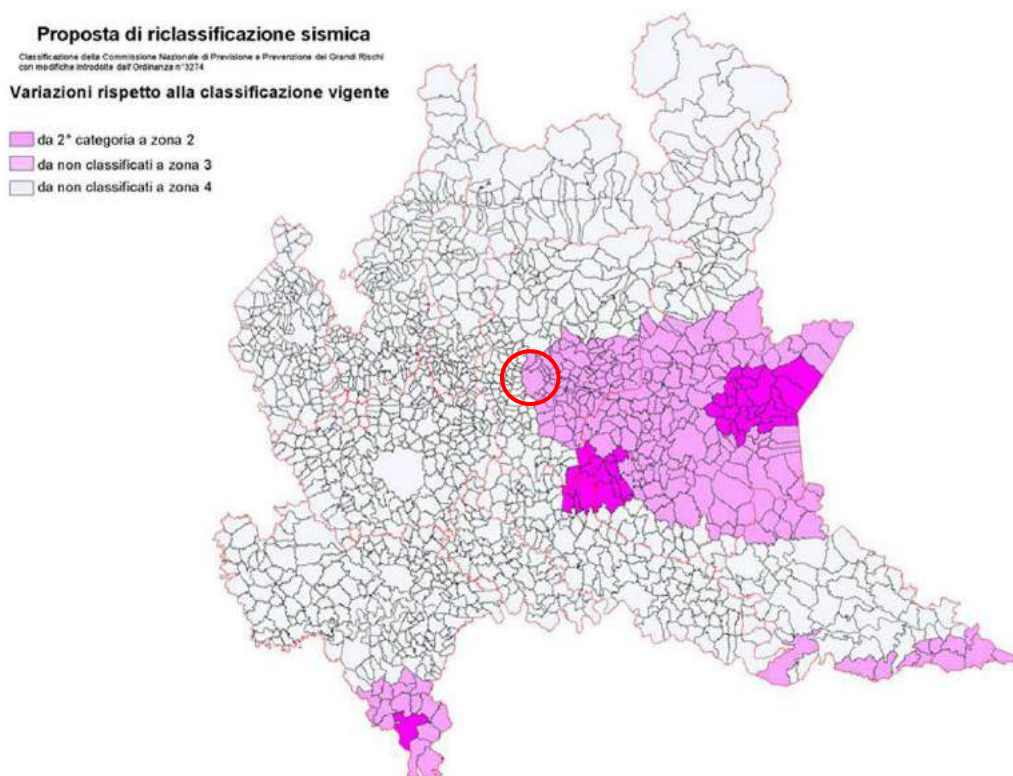 Proposta di riclassificazione sismica
Classificazione della Commissione Nazionale di Previsione e Prevenzione dei Grandi Rischi
con modifiche introdotte dall'Ordinanza n°3274
Variazioni rispetto alla classificazione vigente
da 2° categoria a zona 2
da non classificati a zona 3
da non classificati a zona 4